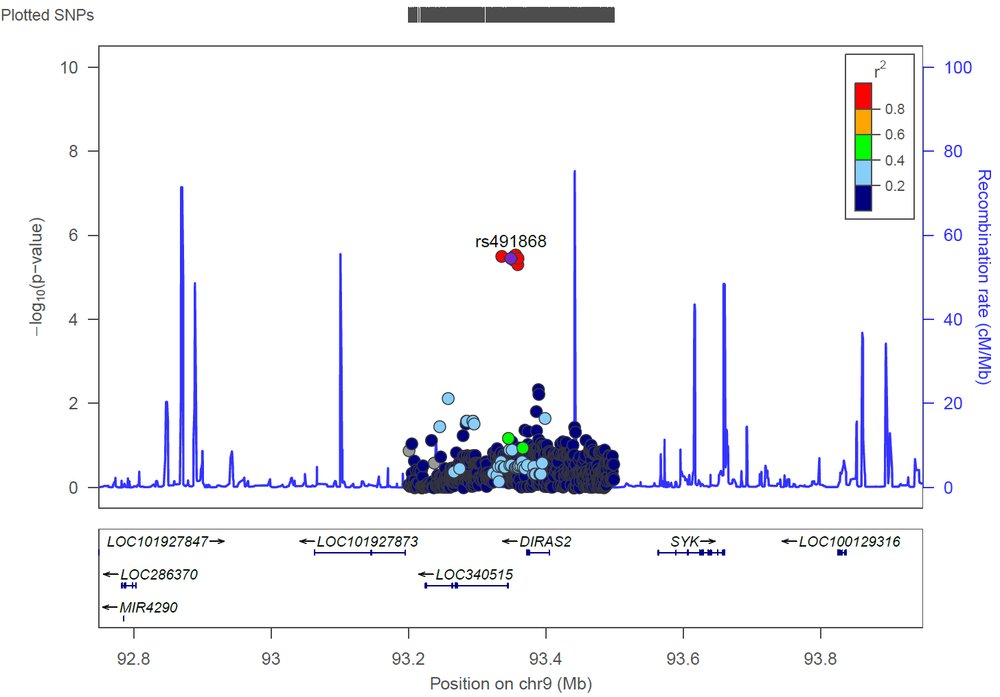 Plotted SNPs
10
8
6
4
2
0
−log10(p−value)
100
80
60
40
20
0
Recombination rate (cM/Mb)
r2
0.8
0.6
0.4
0.2
rs491868
LOC101927847
LOC101927873
DIRAS2
SYK
LOC100129316
LOC286370
LOC340515
MIR4290
92.8
93
93.2
93.4
93.6
93.8
Position on chr9 (Mb)